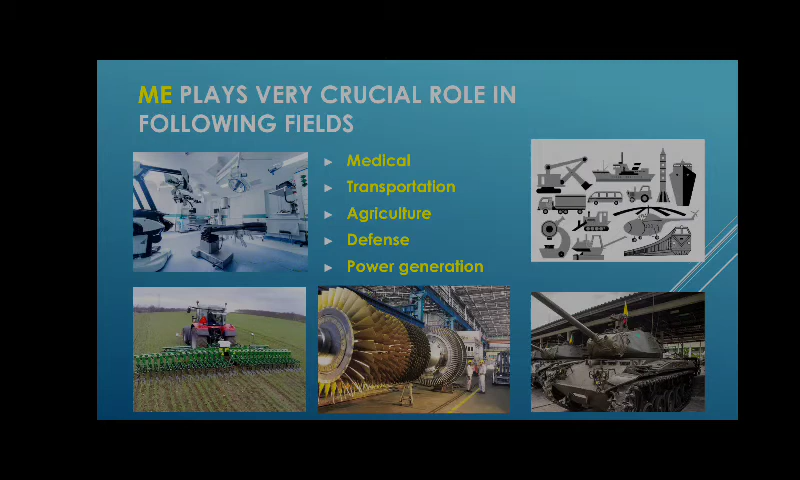 ME PLAYS VERY CRUCIAL ROLE IN
FOLLOWING FIELDS
► Medical
► Transportation
► Agriculture
► Defense
► Power generation